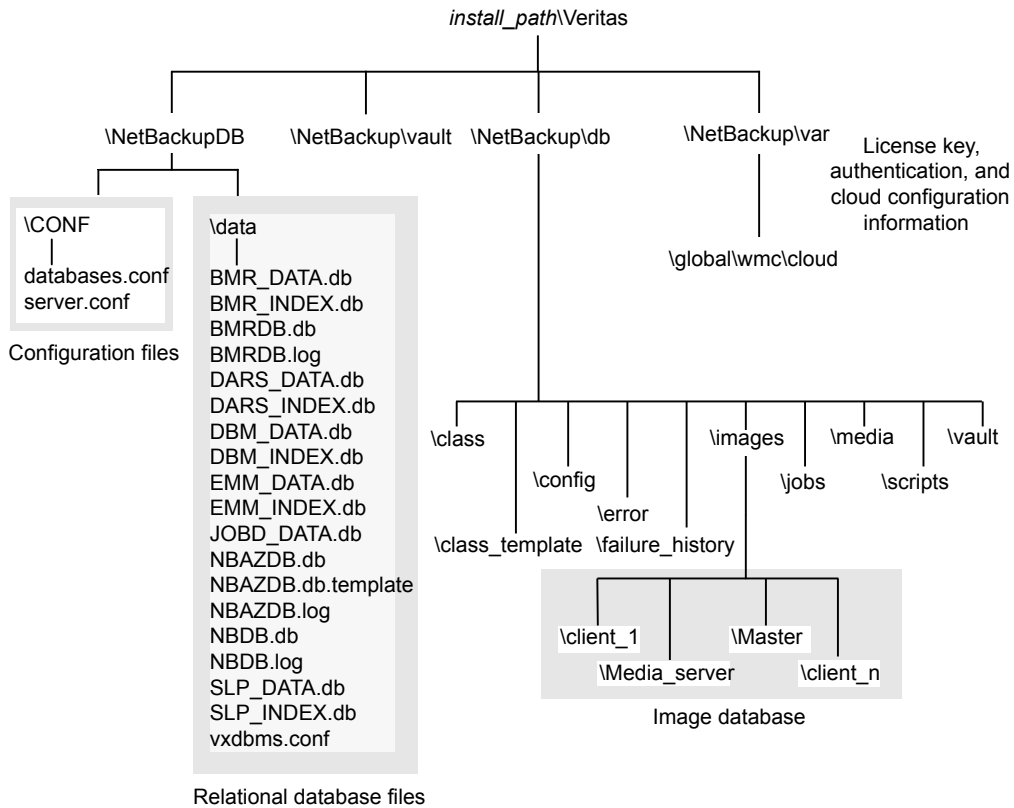 install_path\Veritas
\NetBackupDB
\NetBackup\vault
\NetBackup\db
\NetBackup\var
License key,
authentication, and
cloud configuration
information
\global\wmc\cloud
\CONF
databases.conf
server.conf
Configuration files
\data
BMR_DATA.db
BMR_INDEX.db
BMRDB.db
BMRDB.log
DARS_DATA.db
DARS_INDEX.db
DBM_DATA.db
DBM_INDEX.db
EMM_DATA.db
EMM_INDEX.db
JOBD_DATA.db
NBAZDB.db
NBAZDB.db.template
NBAZDB.log
NBDB.db
NBDB.log
SLP_DATA.db
SLP_INDEX.db
vxdbms.conf
Relational database files
\class
\class_template
\config
\error
\failure_history
\images
\jobs
\media
\scripts
\vault
\client_1
\Media_server
\Master
\client_n
Image database